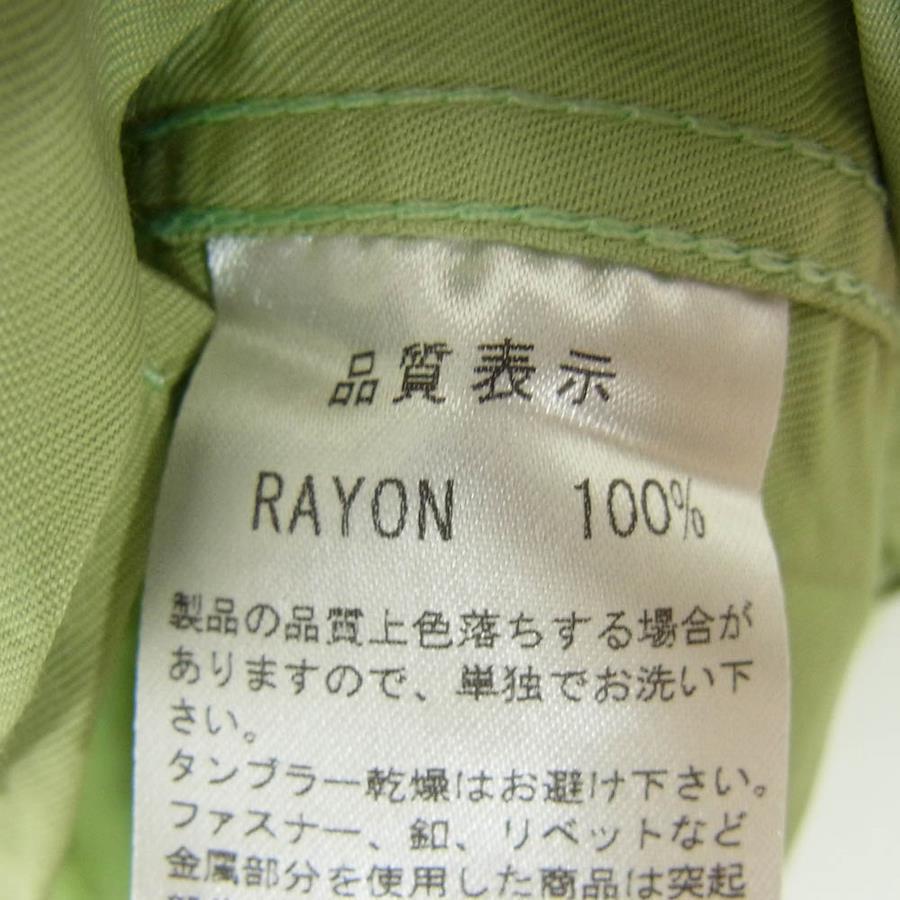 品質表示
RAYON 100%
製品の品質上色落ちする場合が
ありますので、単独でお洗い下
さい。
タンブラー乾燥はお避け下さい。
ファスナー、釦、リベットなど
金属部分を使用した商品は突起